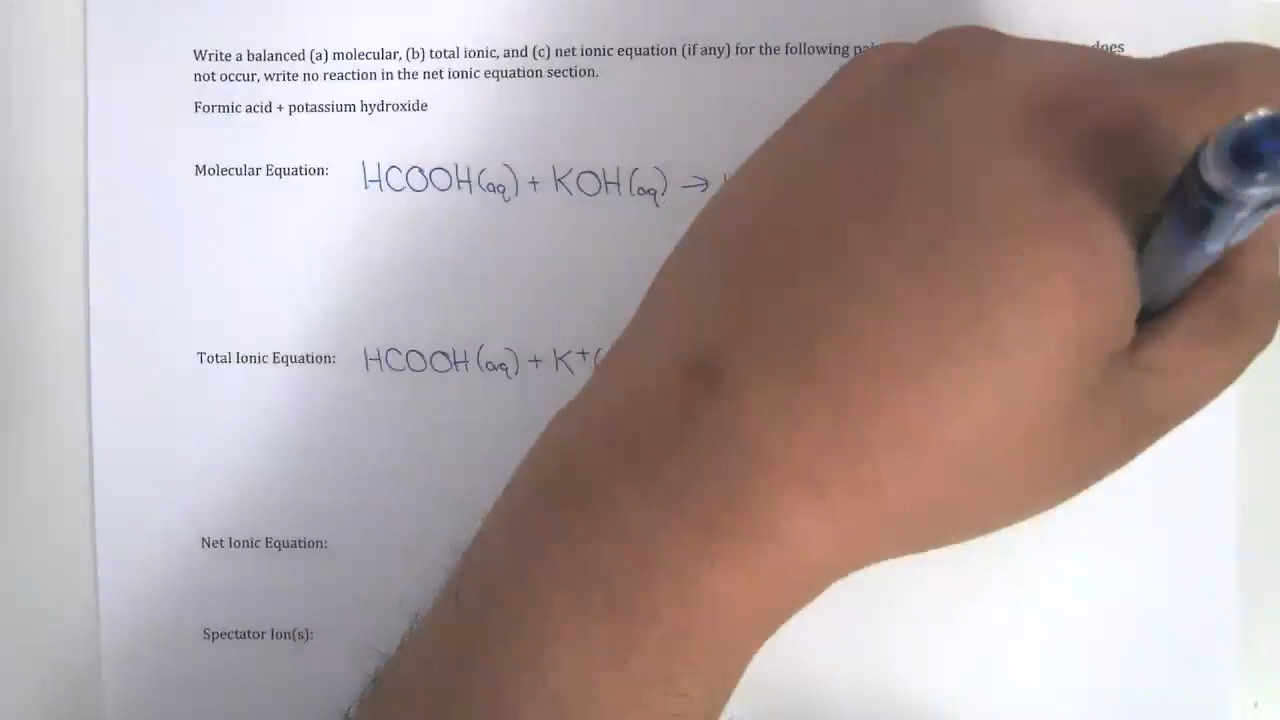 Write a balanced (a) molecular, (b) total ionic, and (c) net ionic equation (if any) for the following does
not occur, write no reaction in the net ionic equation section.
Formic acid + potassium hydroxide
Molecular Equation: HCOOH(aq) + KOH(aq) →
Total Ionic Equation: HCOOH(aq) + K+(
Net Ionic Equation:
Spectator Ion(s):